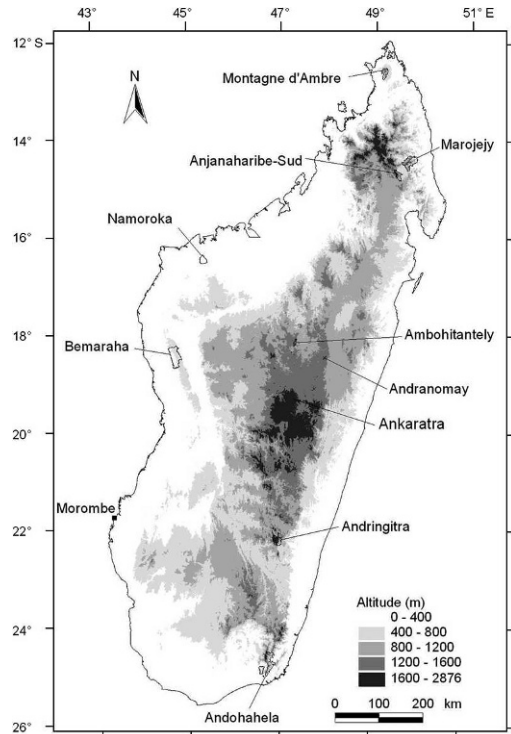 43° 45° 47° 49° 51° E
12° S
Montagne d'Ambre
N
14°
Marojejy
Anjanaharibe-Sud
Namoroka
16°
18°
Ambohitantely
Bemaraha
Andranomay
Ankaratra
20°
Morombe
22°
Andringitra
Altitude (m)
0 - 400
400 - 800
24°
800 - 1200
1200 - 1600
1600 - 2876
0 100 200 km
Andohahela
26°